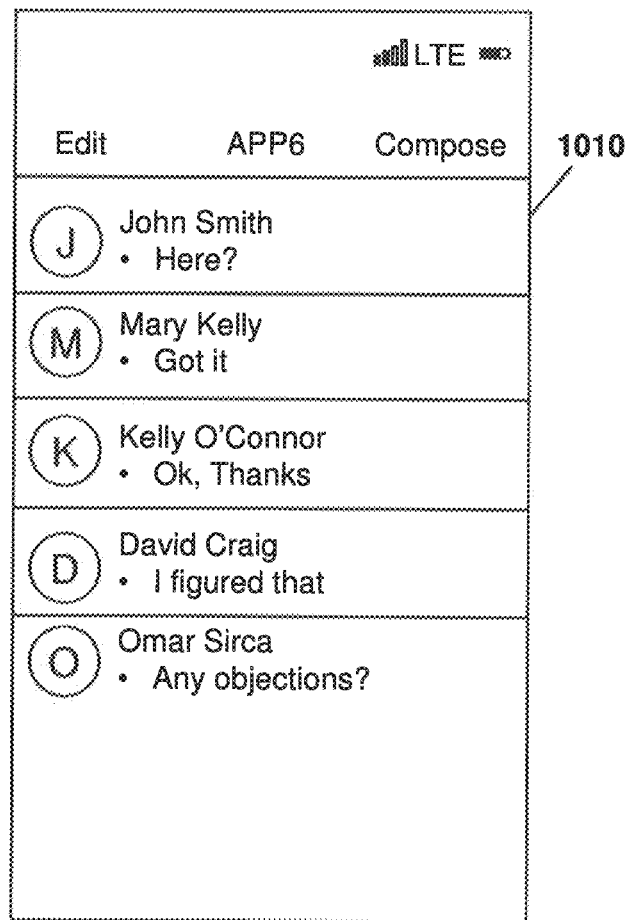 LTE
Edit APP6 Compose 1010
J John Smith
• Here?
M Mary Kelly
• Got it
K Kelly O'Connor
• Ok, Thanks
D David Craig
• I figured that
O Omar Sirca
• Any objections?